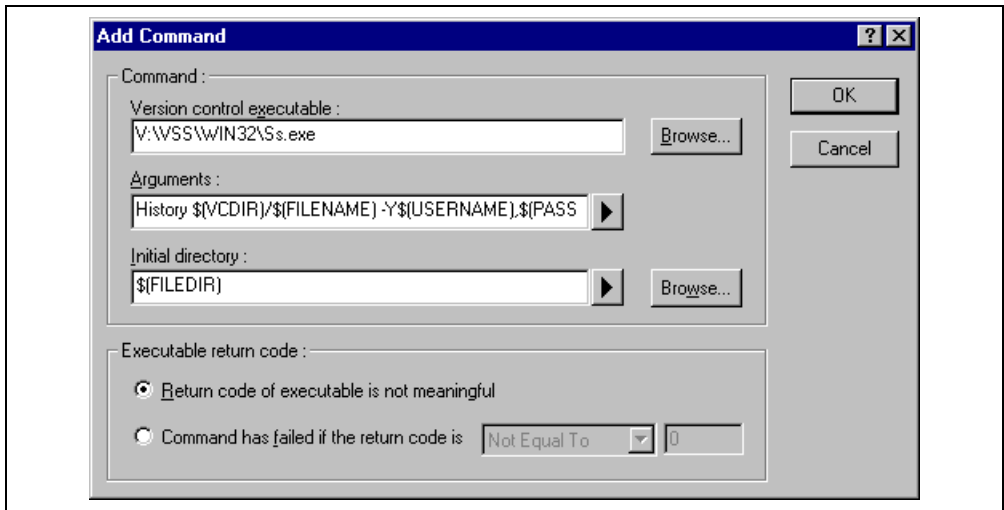 Add Command
Command :
Version control executable :
V:\VSS\WIN32\Ss.exe
Browse...
Arguments :
History $(VCDIR)/$(FILENAME) -Y$(USERNAME),$(PASS
Initial directory :
$(FILEDIR)
Browse...
Executable return code :
Return code of executable is not meaningful
Command has failed if the return code is
Not Equal To
0
OK
Cancel